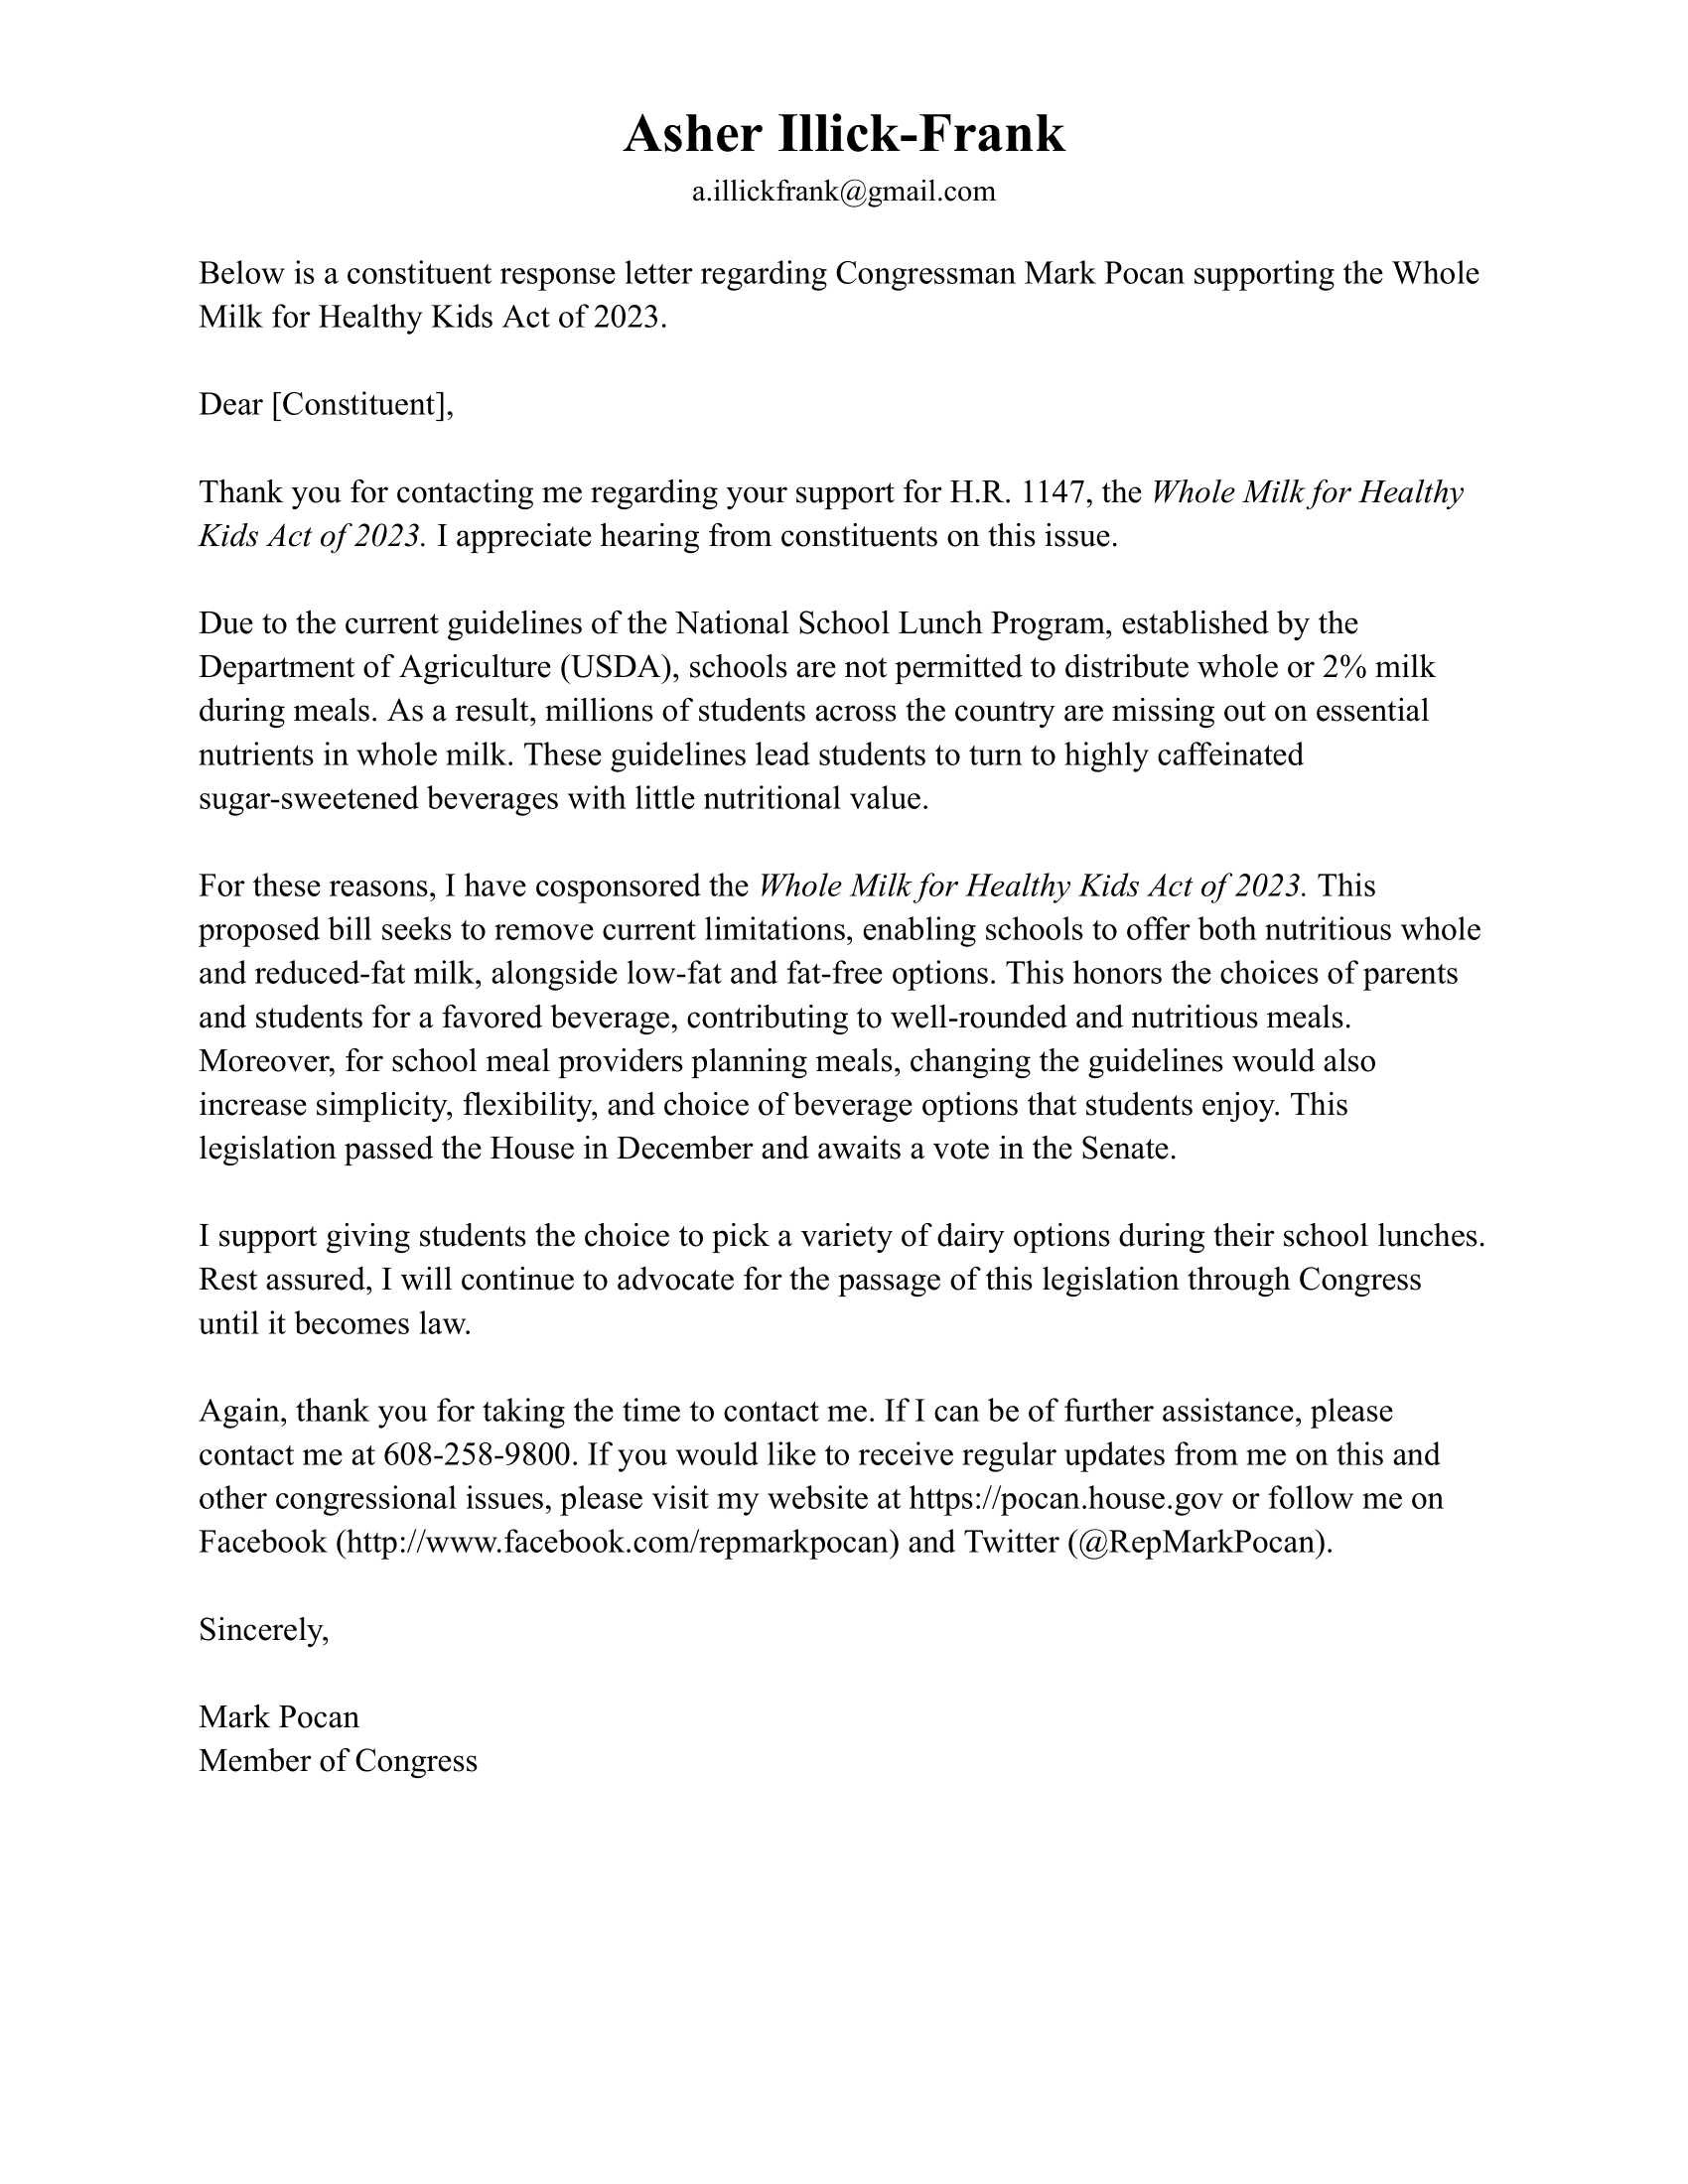 Asher Illick-Frank
a.illickfrank@gmail.com
Below is a constituent response letter regarding Congressman Mark Pocan supporting the Whole
Milk for Healthy Kids Act of 2023.
Dear [Constituent],
Thank you for contacting me regarding your support for H.R. 1147, the Whole Milk for Healthy
Kids Act of 2023. I appreciate hearing from constituents on this issue.
Due to the current guidelines of the National School Lunch Program, established by the
Department of Agriculture (USDA), schools are not permitted to distribute whole or 2% milk
during meals. As a result, millions of students across the country are missing out on essential
nutrients in whole milk. These guidelines lead students to turn to highly caffeinated
sugar-sweetened beverages with little nutritional value.
For these reasons, I have cosponsored the Whole Milk for Healthy Kids Act of 2023. This
proposed bill seeks to remove current limitations, enabling schools to offer both nutritious whole
and reduced-fat milk, alongside low-fat and fat-free options. This honors the choices of parents
and students for a favored beverage, contributing to well-rounded and nutritious meals.
Moreover, for school meal providers planning meals, changing the guidelines would also
increase simplicity, flexibility, and choice of beverage options that students enjoy. This
legislation passed the House in December and awaits a vote in the Senate.
I support giving students the choice to pick a variety of dairy options during their school lunches.
Rest assured, I will continue to advocate for the passage of this legislation through Congress
until it becomes law.
Again, thank you for taking the time to contact me. If I can be of further assistance, please
contact me at 608-258-9800. If you would like to receive regular updates from me on this and
other congressional issues, please visit my website at https://pocan.house.gov or follow me on
Facebook (http://www.facebook.com/repmarkpocan) and Twitter (@RepMarkPocan).
Sincerely,
Mark Pocan
Member of Congress